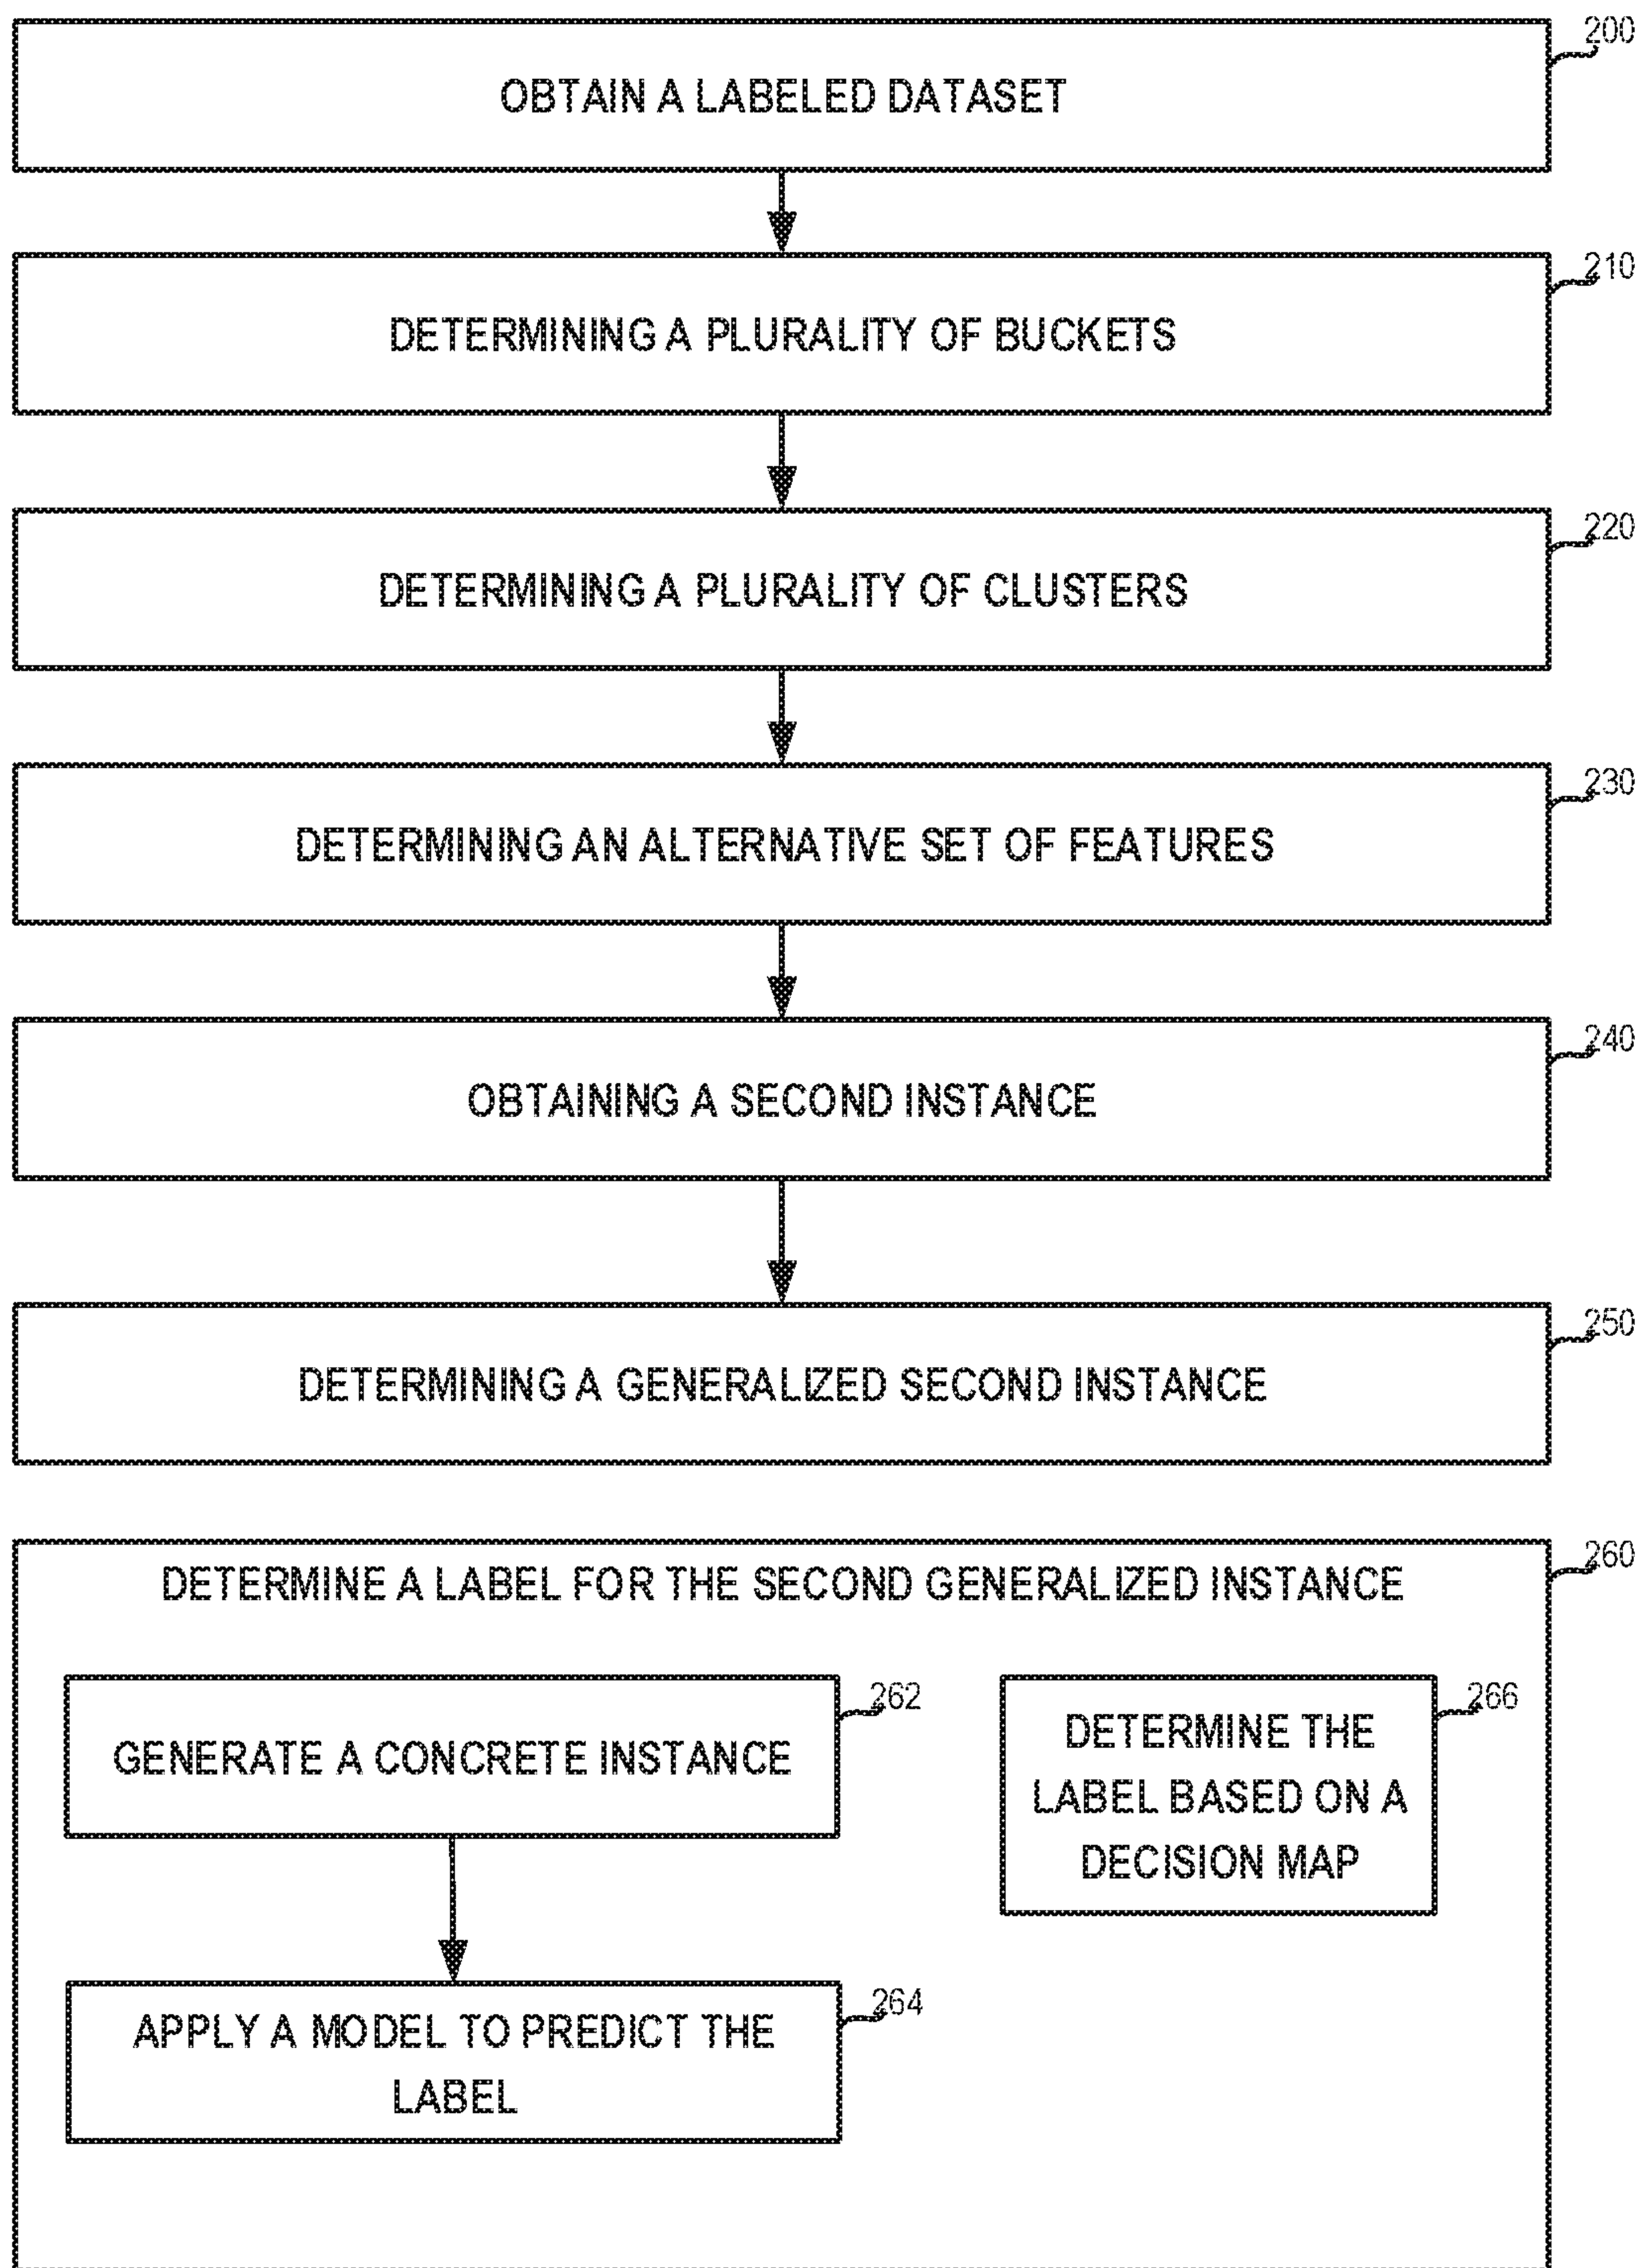 200
OBTAIN A LABELED DATASET
210
DETERMINING A PLURALITY OF BUCKETS
220
DETERMINING A PLURALITY OF CLUSTERS
230
DETERMINING AN ALTERNATIVE SET OF FEATURES
240
OBTAINING A SECOND INSTANCE
250
DETERMINING A GENERALIZED SECOND INSTANCE
260
DETERMINE A LABEL FOR THE SECOND GENERALIZED INSTANCE
262
GENERATE A CONCRETE INSTANCE
264
APPLY A MODEL TO PREDICT THE
LABEL
266
DETERMINE THE
LABEL BASED ON A
DECISION MAP